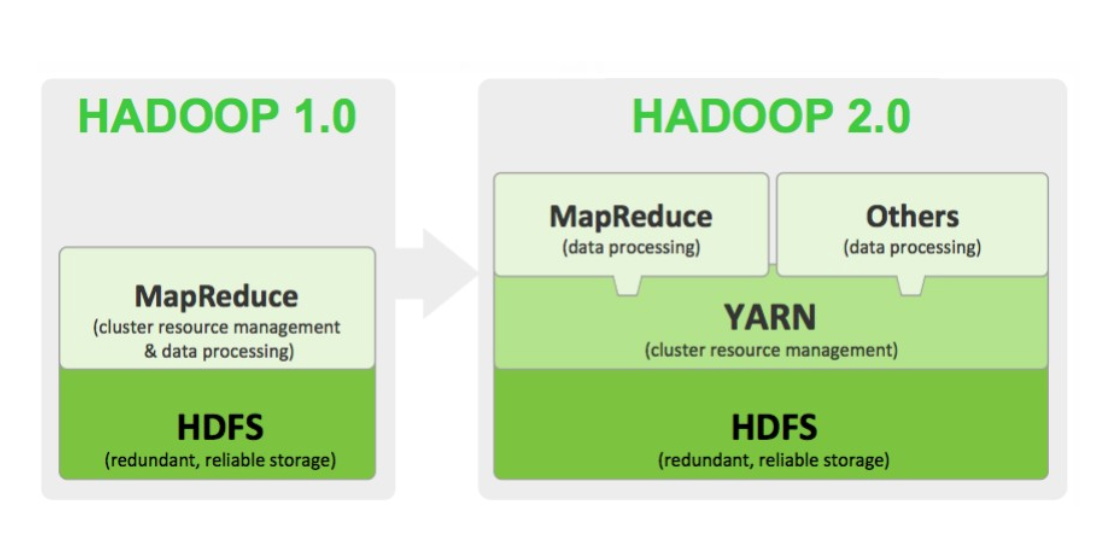 HADOOP 1.0
MapReduce
(cluster resource management
& data processing)
HDFS
(redundant, reliable storage)
HADOOP 2.0
MapReduce
(data processing)
Others
(data processing)
YARN
(cluster resource management)
HDFS
(redundant, reliable storage)